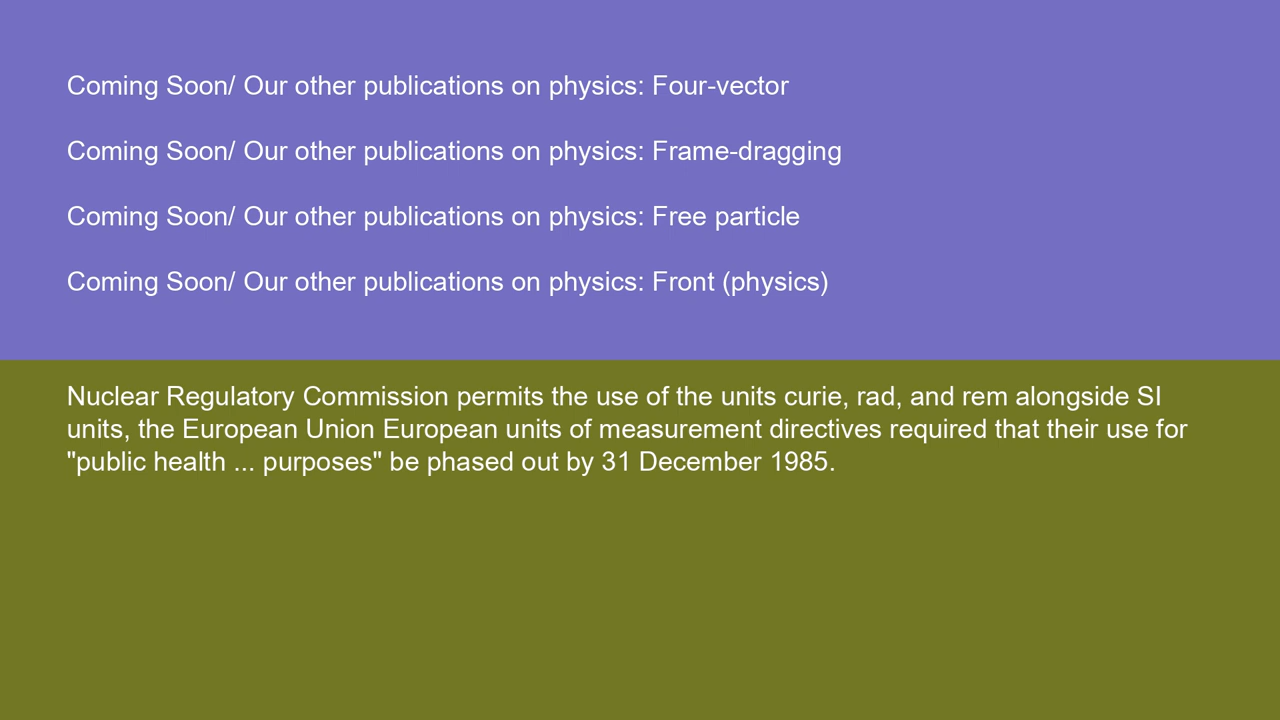 Coming Soon/ Our other publications on physics: Four-vector
Coming Soon/ Our other publications on physics: Frame-dragging
Coming Soon/ Our other publications on physics: Free particle
Coming Soon/ Our other publications on physics: Front (physics)
Nuclear Regulatory Commission permits the use of the units curie, rad, and rem alongside SI
units, the European Union European units of measurement directives required that their use for
"public health ... purposes" be phased out by 31 December 1985.